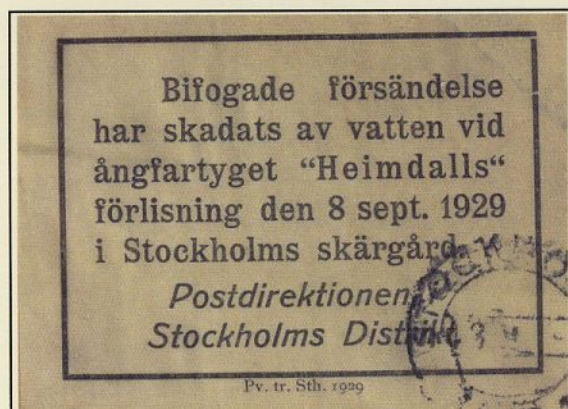 Bifogade försändelse
har skadats av vatten vid
ångfartyget “Heimdalls“
förlisning den 8 sept. 1929
i Stockholms skärgård.
Postdirektionen,
Stockholms Distrikt
Pv. tr. Sth. 1929